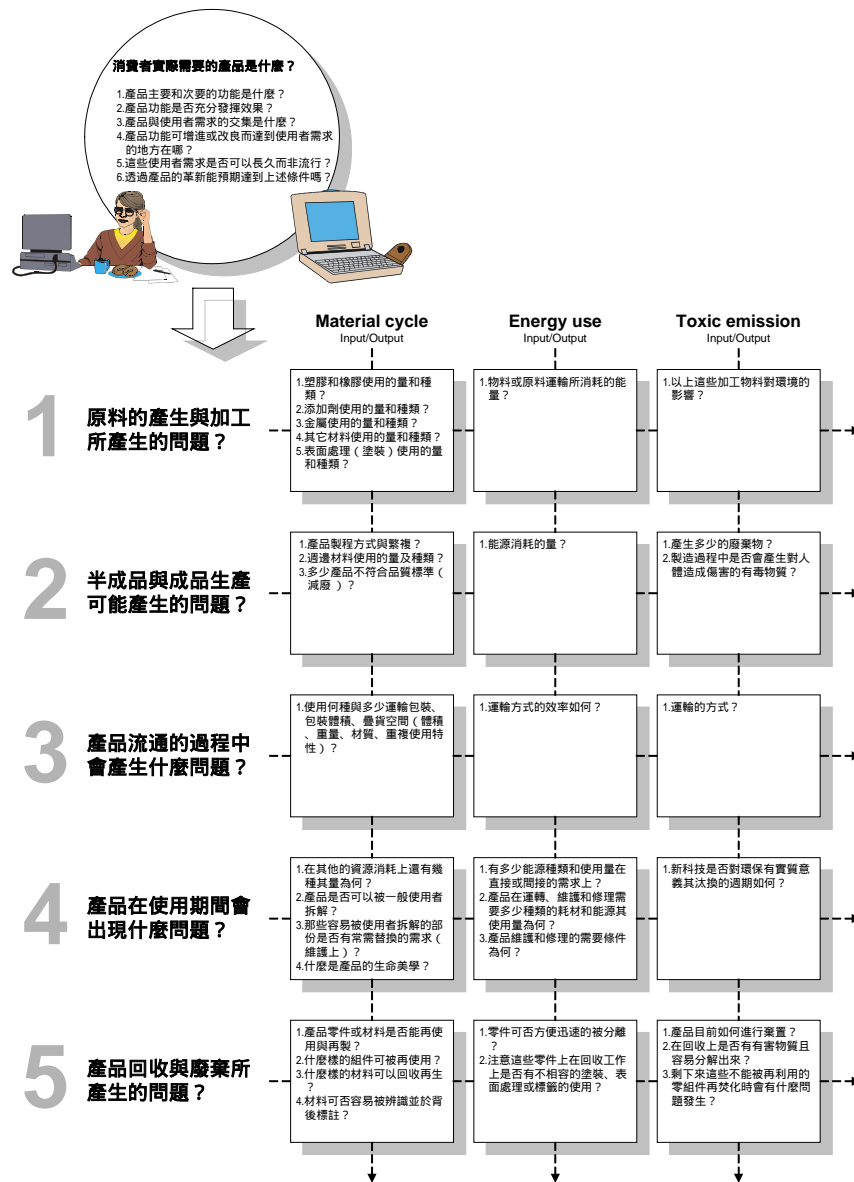 消費者實際需要的產品是什麼？
1.產品主要和次要的功能是什麼？
2.產品功能是否充分發揮效果？
3.產品與使用者需求的交集是什麼？
4.產品功能可增進或改良而達到使用者需求
的地方在哪？
5.這些使用者需求是否可以長久而非流行？
6.透過產品的革新能預期達到上述條件嗎？
Material cycle
Input/Output
Energy use
Input/Output
Toxic emission
Input/Output
1
原料的產生與加工
所產生的問題？
1.塑膠和橡膠使用的量和種
類？
2.添加劑使用的量和種類？
3.金屬使用的量和種類？
4.其它材料使用的量和種類？
5.表面處理（塗裝）使用的量
和種類？
1.物料或原料運輸所消耗的能
量？
1.以上這些加工物料對環境的
影響？
2
半成品與成品生產
可能產生的問題？
1.產品製程方式與繁複？
2.週邊材料使用的量及種類？
3.多少產品不符合品質標準（
減廢 ）？
1.能源消耗的量？
1.產生多少的廢棄物？
2.製造過程中是否會產生對人
體造成傷害的有毒物質？
3
產品流通的過程中
會產生什麼問題？
1.使用何種與多少運輸包裝、
包裝體積、疊貨空間（體積
、重量、材質、重複使用特
性）？
1.運輸方式的效率如何？
1.運輸的方式？
4
產品在使用期間會
出現什麼問題？
1.在其他的資源消耗上還有幾
種其量為何？
2.產品是否可以被一般使用者
拆解？
3.那些容易被使用者拆解的部
份是否有常需替換的需求（
維護上）？
4.什麼是產品的生命美學？
1.有多少能源種類和使用量在
直接或間接的需求上？
2.產品在運轉、維護和修理需
要多少種類的耗材和能源其
使用量為何？
3.產品維護和修理的需要條件
為何？
1.新科技是否對環保有實質意
義其汰換的週期如何？
5
產品回收與廢棄所
產生的問題？
1.產品零件或材料是否能再使
用與再製？
2.什麼樣的組件可被再使用？
3.什麼樣的材料可以回收再生
？
4.材料可否容易被辨識並於背
後標註？
1.零件可否方便迅速的被分離
？
2.注意這些零件上在回收工作
上是否有不相容的塗裝、表
面處理或標籤的使用？
1.產品目前如何進行棄置？
2.在回收上是否有有害物質且
容易分解出來？
3.剩下來這些不能被再利用的
零組件再焚化時會有什麼問
題發生？